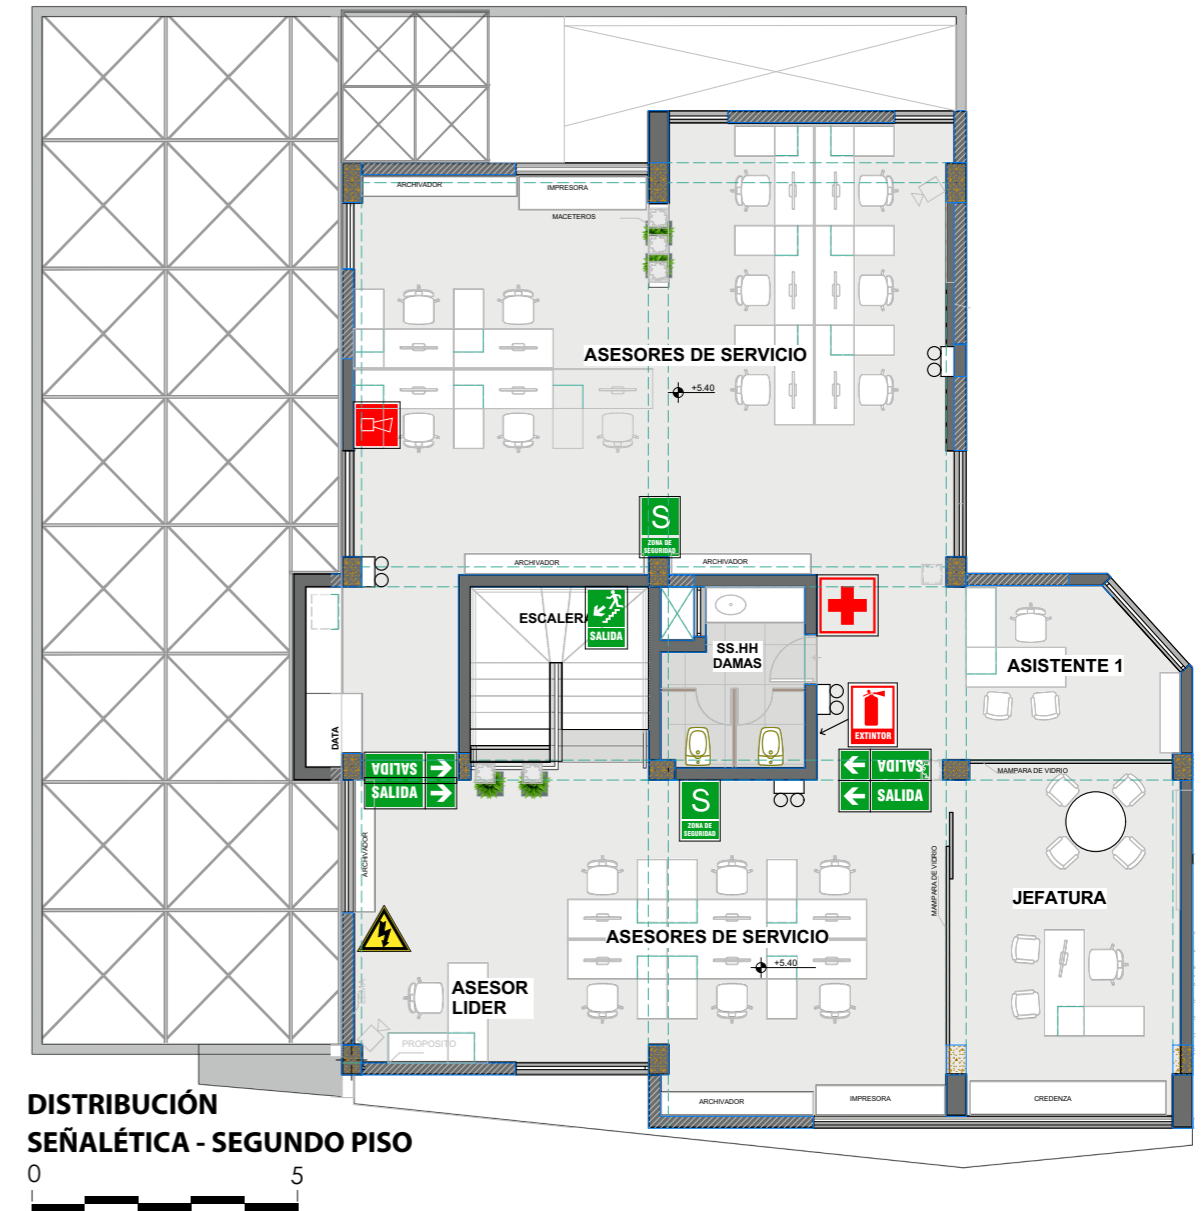 ARCHIVADOR
IMPRESORA
MACETEROS
ASESORES DE SERVICIO
+5.40
S
ZONA DE
SEGURIDAD
ARCHIVADOR
ARCHIVADOR
ESCALERA
SALIDA
SS.HH
DAMAS
ASISTENTE 1
EXTINTOR
DATA
SALIDA
SALIDA
SALIDA
SALIDA
MAMPARA DE VIDRIO
S
ZONA DE
SEGURIDAD
ARCHIVADOR
MAMPARA DE VIDRIO
JEFATURA
ASESORES DE SERVICIO
+5.40
ASESOR
LIDER
PROPOSITO
ARCHIVADOR
IMPRESORA
CREDENZA
DISTRIBUCIÓN
SEÑALÉTICA - SEGUNDO PISO
0 5